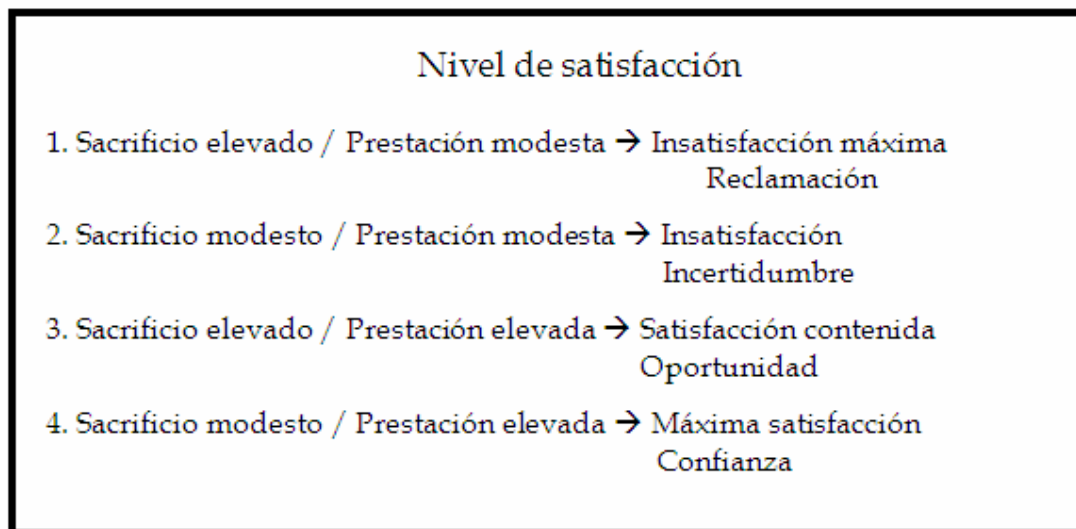 Nivel de satisfacción
1. Sacrificio elevado / Prestación modesta → Insatisfacción máxima
Reclamación
2. Sacrificio modesto / Prestación modesta → Insatisfacción
Incertidumbre
3. Sacrificio elevado / Prestación elevada → Satisfacción contenida
Oportunidad
4. Sacrificio modesto / Prestación elevada → Máxima satisfacción
Confianza